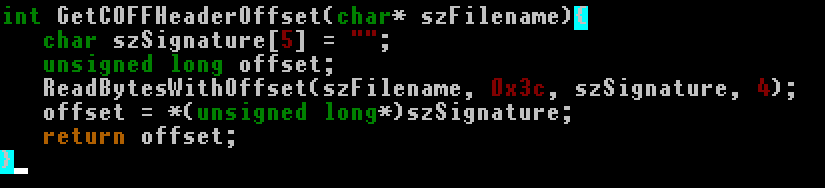 int GetCOFFHeaderOffset(char* szFilename){
   char szSignature[5] = "";
   unsigned long offset;
   ReadBytesWithOffset(szFilename, 0x3c, szSignature, 4);
   offset = *(unsigned long*)szSignature;
   return offset;
}